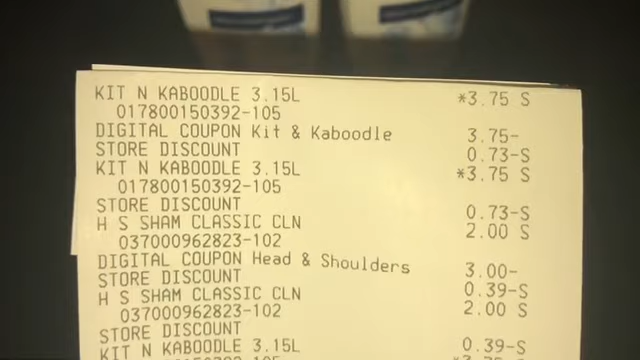 KIT N KABOODLE 3.15L *3.75 S
017800150392-105
DIGITAL COUPON Kit & Kaboodle 3.75-
STORE DISCOUNT 0.73-S
KIT N KABOODLE 3.15L *3.75 S
017800150392-105
STORE DISCOUNT 0.73-S
H S SHAM CLASSIC CLN 2.00 S
037000962823-102
DIGITAL COUPON Head & Shoulders 3.00-
STORE DISCOUNT 0.39-S
H S SHAM CLASSIC CLN 2.00 S
037000962823-102
STORE DISCOUNT 0.39-S
KIT N KABOODLE 3.15L